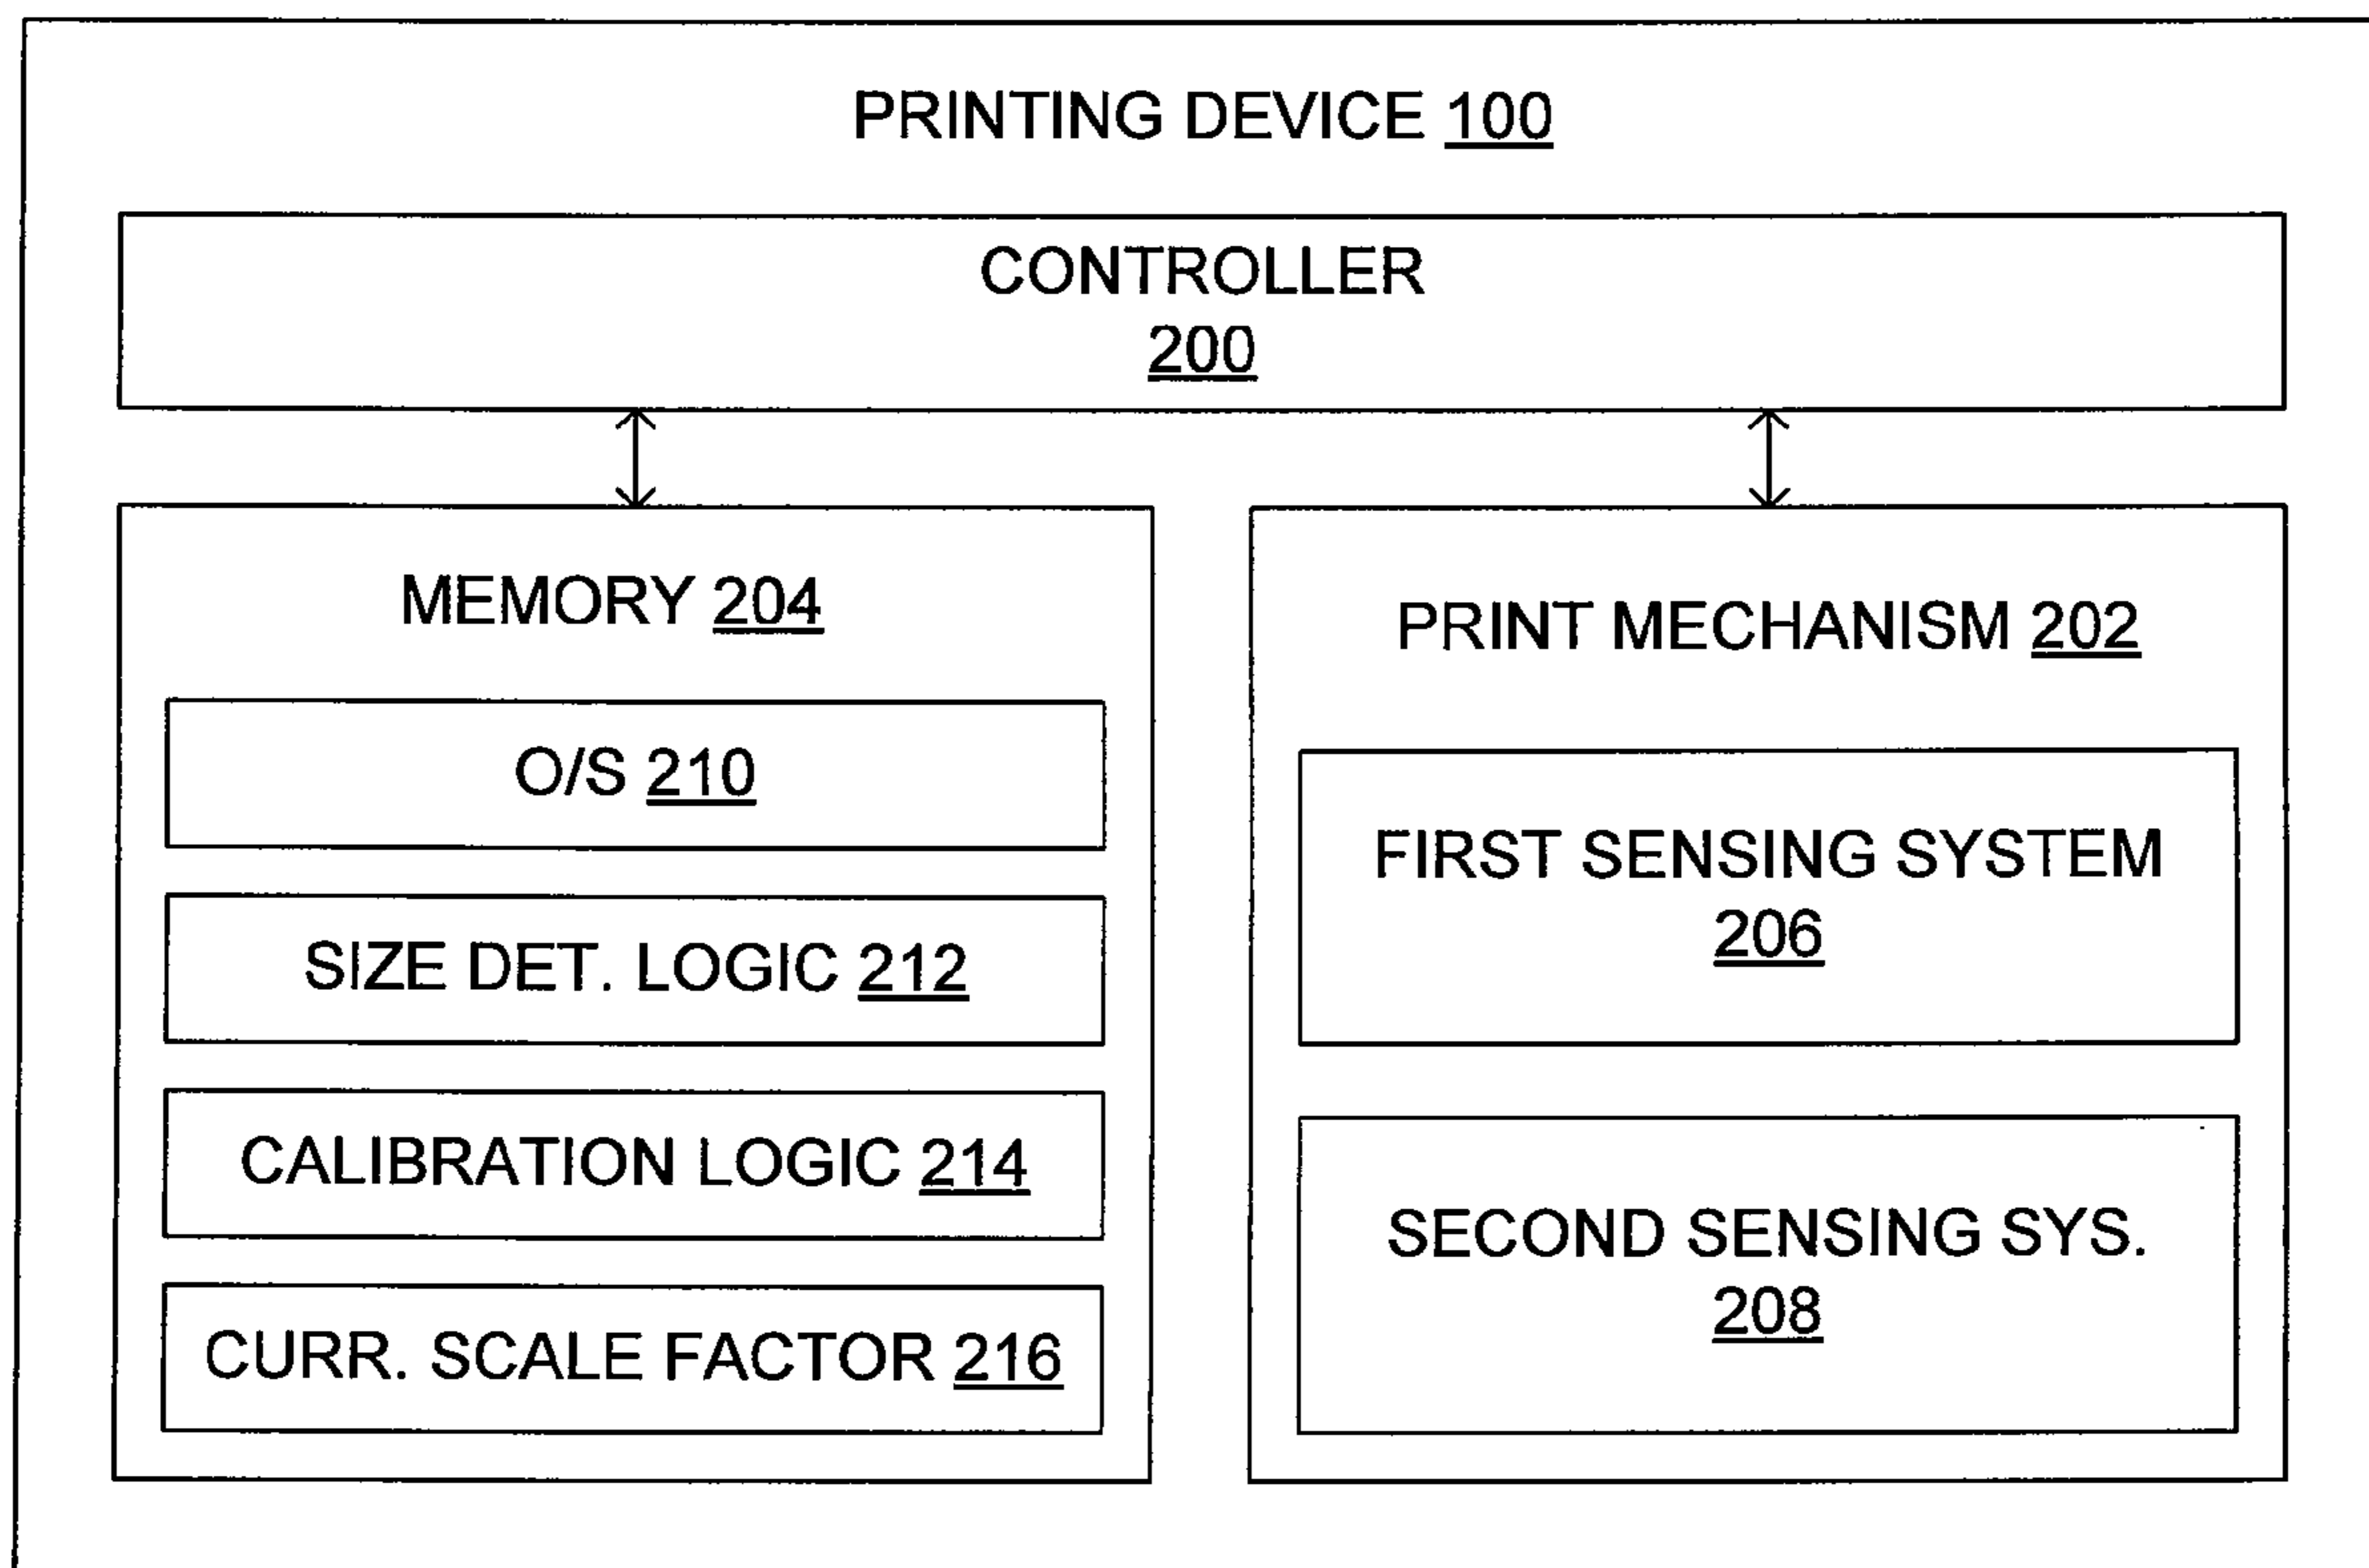 PRINTING DEVICE 100
CONTROLLER
200
MEMORY 204
O/S 210
SIZE DET. LOGIC 212
CALIBRATION LOGIC 214
CURR. SCALE FACTOR 216
PRINT MECHANISM 202
FIRST SENSING SYSTEM
206
SECOND SENSING SYS.
208